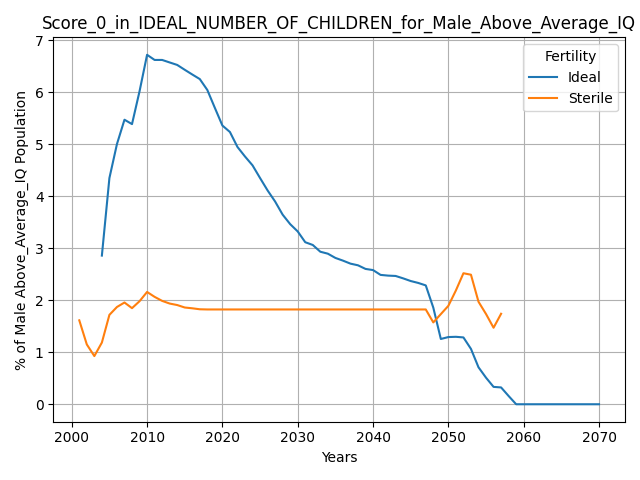 Score_0_in_IDEAL_NUMBER_OF_CHILDREN_for_Male_Above_Average_IQ
Fertility
Ideal
Sterile
% of Male Above_Average_IQ Population
7
6
5
4
3
2
1
0
2000 2010 2020 2030 2040 2050 2060 2070
Years